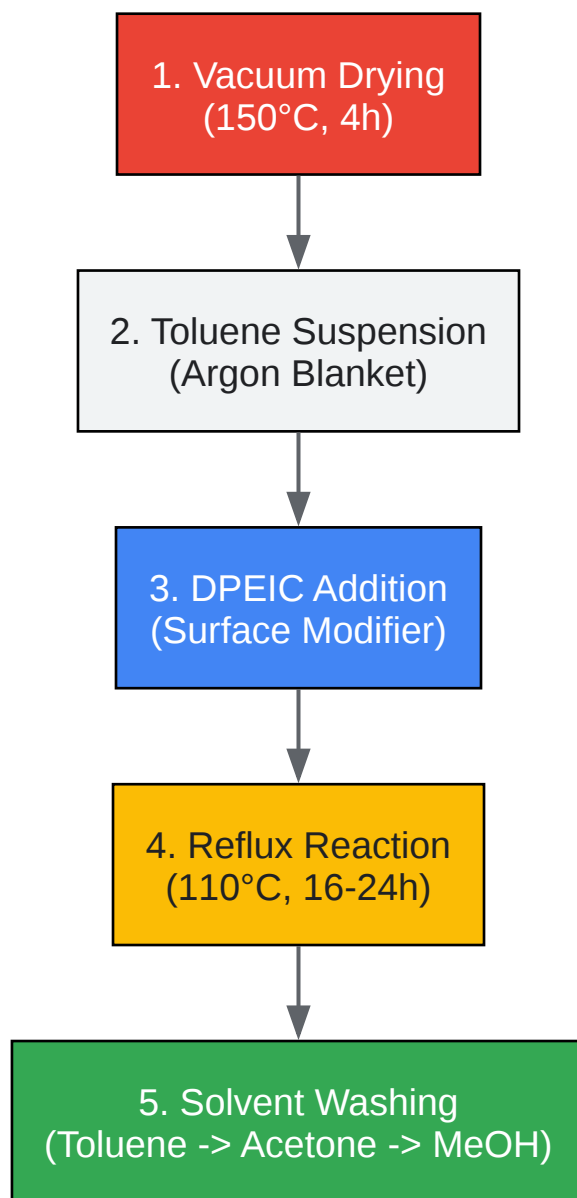 1. Vacuum Drying
(150°C, 4h)
2. Toluene Suspension
(Argon Blanket)
3. DPEIC Addition
(Surface Modifier)
4. Reflux Reaction
(110°C, 16-24h)
5. Solvent Washing
(Toluene -> Acetone -> MeOH)